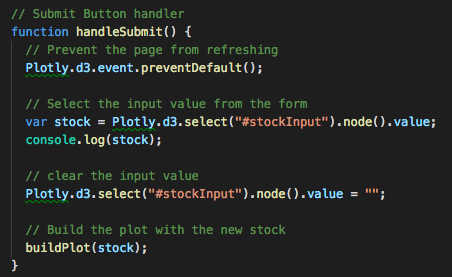 // Submit Button handler
function handleSubmit() {
  // Prevent the page from refreshing
  Plotly.d3.event.preventDefault();

  // Select the input value from the form
  var stock = Plotly.d3.select("#stockInput").node().value;
  console.log(stock);

  // clear the input value
  Plotly.d3.select("#stockInput").node().value = "";

  // Build the plot with the new stock
  buildPlot(stock);
}